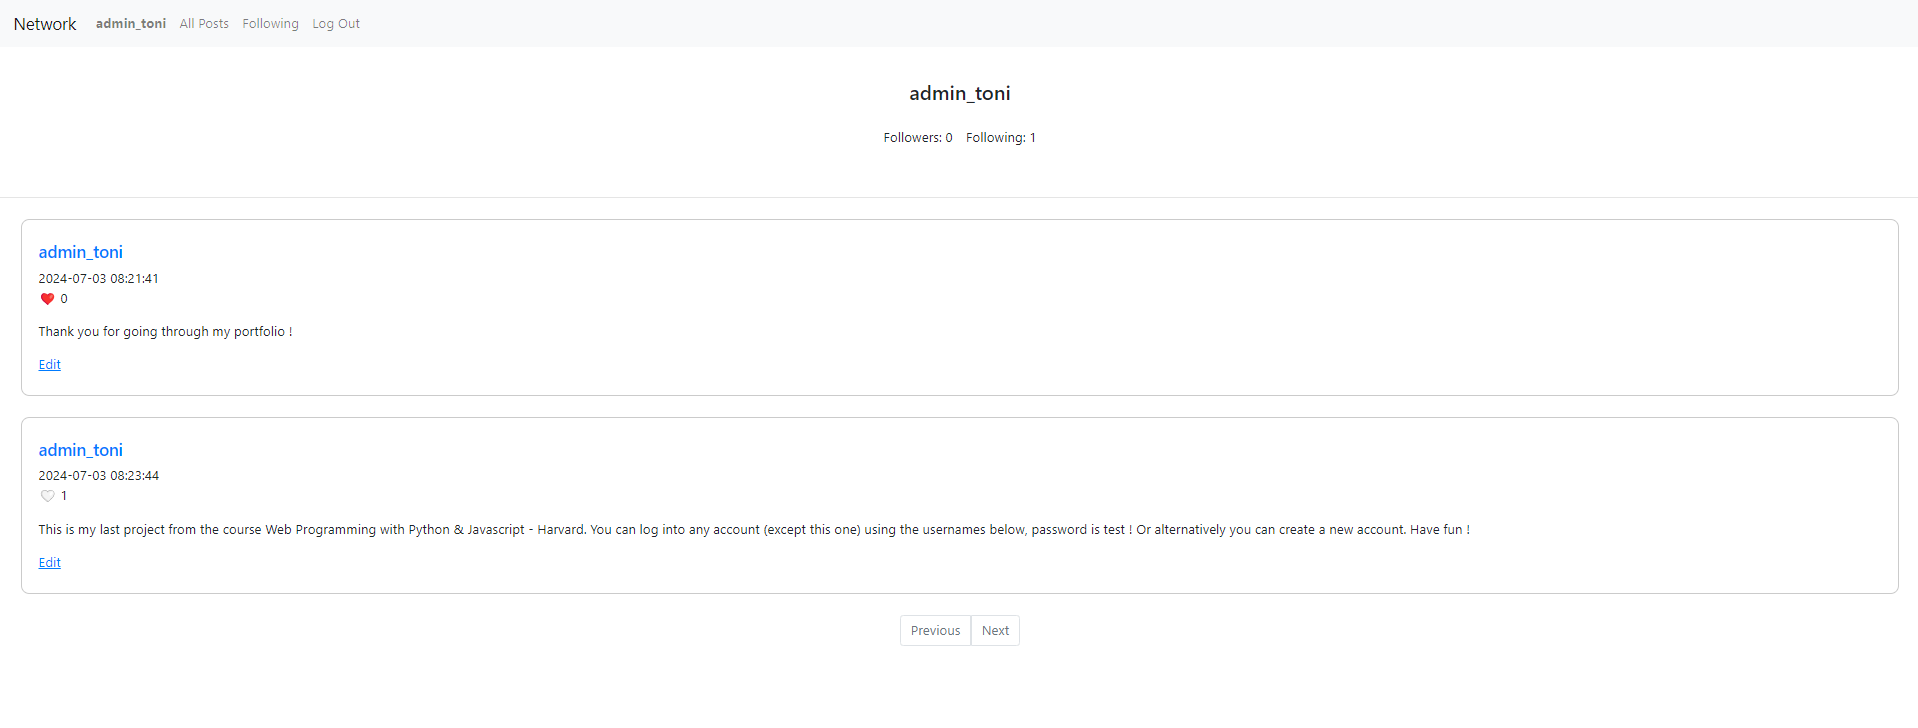 Network admin_toni All Posts Following Log Out
admin_toni
Followers: 0 Following: 1
admin_toni
2024-07-03 08:21:41
0
Thank you for going through my portfolio !
Edit
admin_toni
2024-07-03 08:23:44
1
This is my last project from the course Web Programming with Python & Javascript - Harvard. You can log into any account (except this one) using the usernames below, password is test ! Or alternatively you can create a new account. Have fun !
Edit
Previous Next